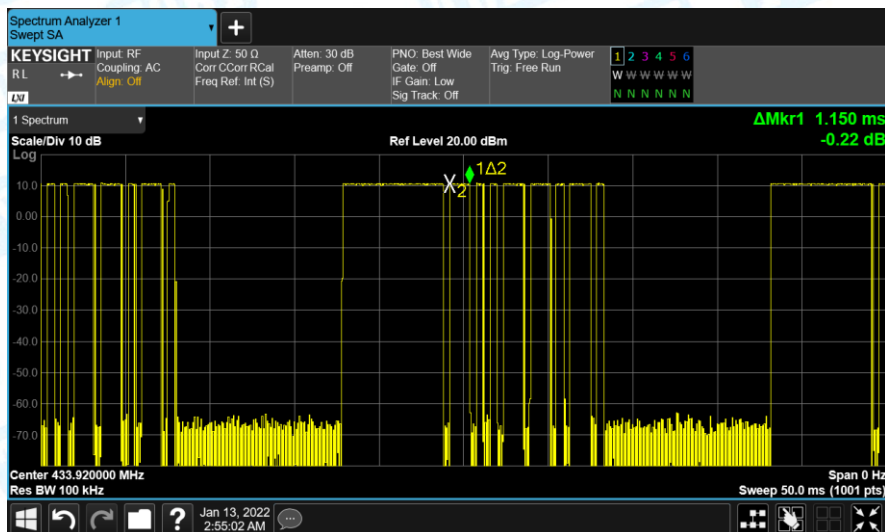 Spectrum Analyzer 1
Swept SA
+
KEYSIGHT
RL
LXI
Input: RF
Coupling: AC
Align: Off
Input Z: 50 Ω
Corr CCorr RCal
Freq Ref: Int (S)
Atten: 30 dB
Preamp: Off
PNO: Best Wide
Gate: Off
IF Gain: Low
Sig Track: Off
Avg Type: Log-Power
Trig: Free Run
1 2 3 4 5 6
W W W W W W
N N N N N N
1 Spectrum
ΔMkr1 1.150 ms
-0.22 dB
Scale/Div 10 dB
Ref Level 20.00 dBm
Log
10.0
0.00
-10.0
-20.0
-30.0
-40.0
-50.0
-60.0
-70.0
X2
1Δ2
Center 433.920000 MHz
Span 0 Hz
Res BW 100 kHz
Sweep 50.0 ms (1001 pts)
?
Jan 13, 2022
2:55:02 AM